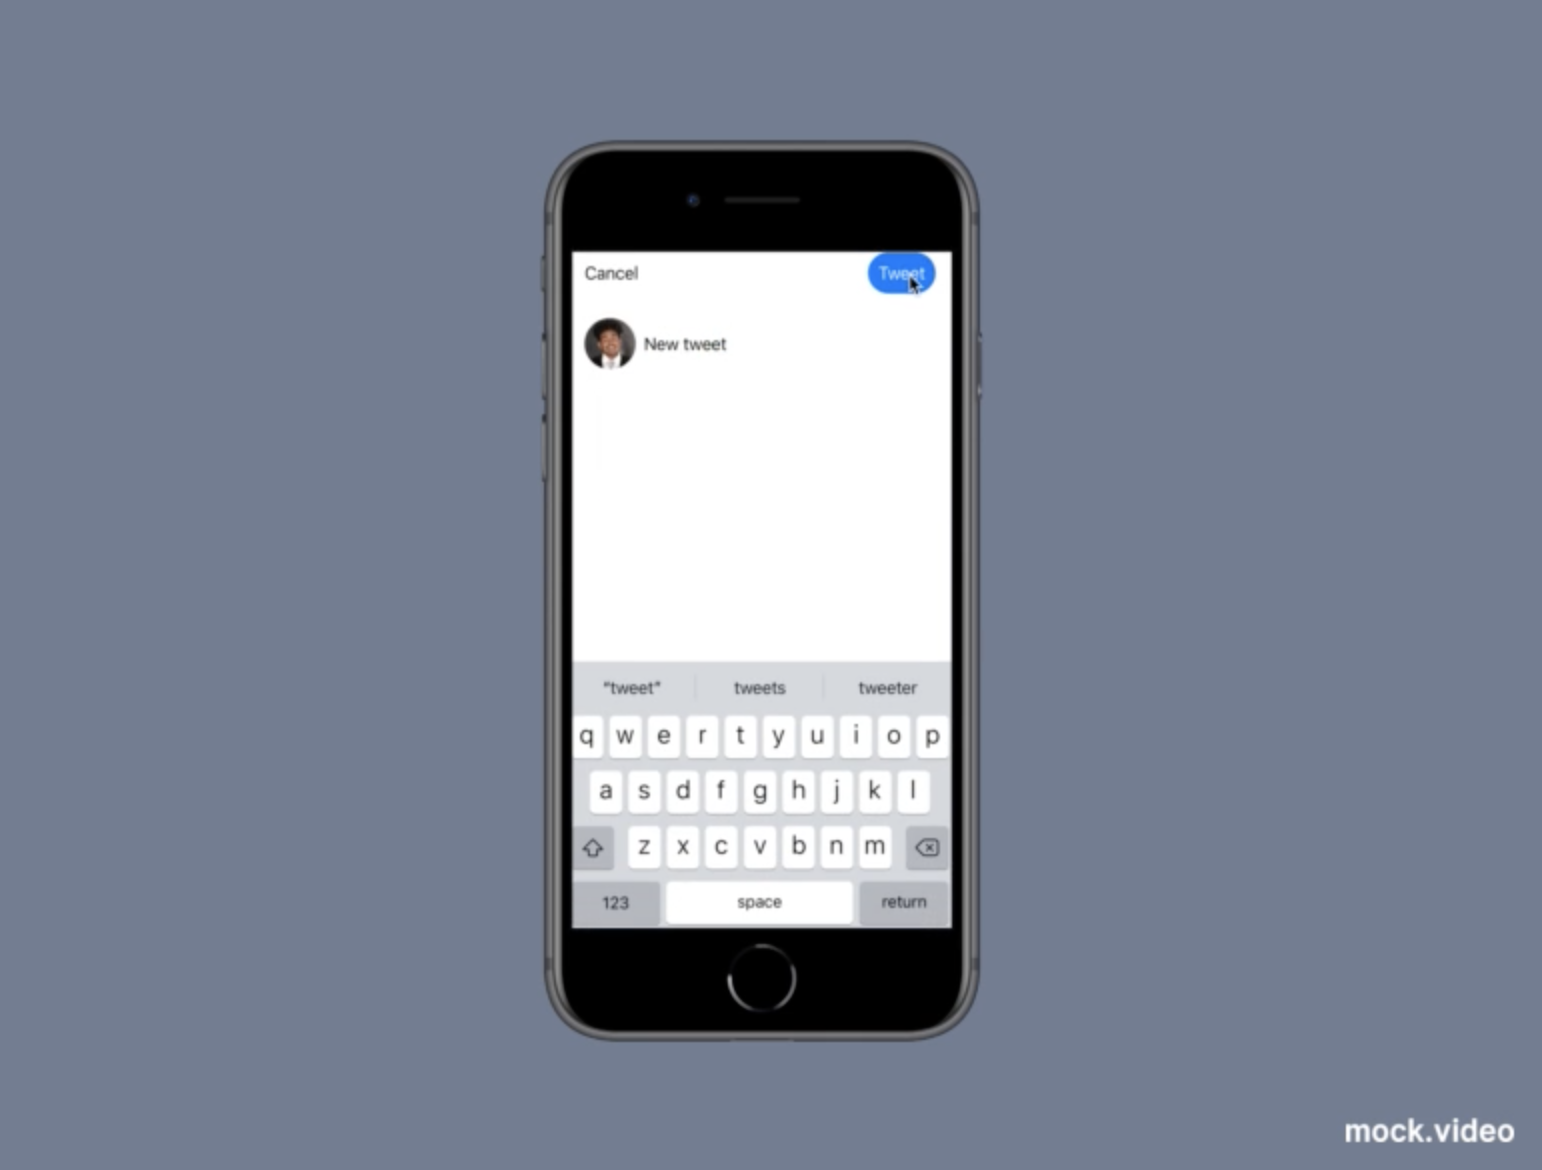 Cancel Tweet
New tweet
"tweet" tweets tweeter
q w e r t y u i o p
a s d f g h j k l
z x c v b n m
123 space return
mock.video